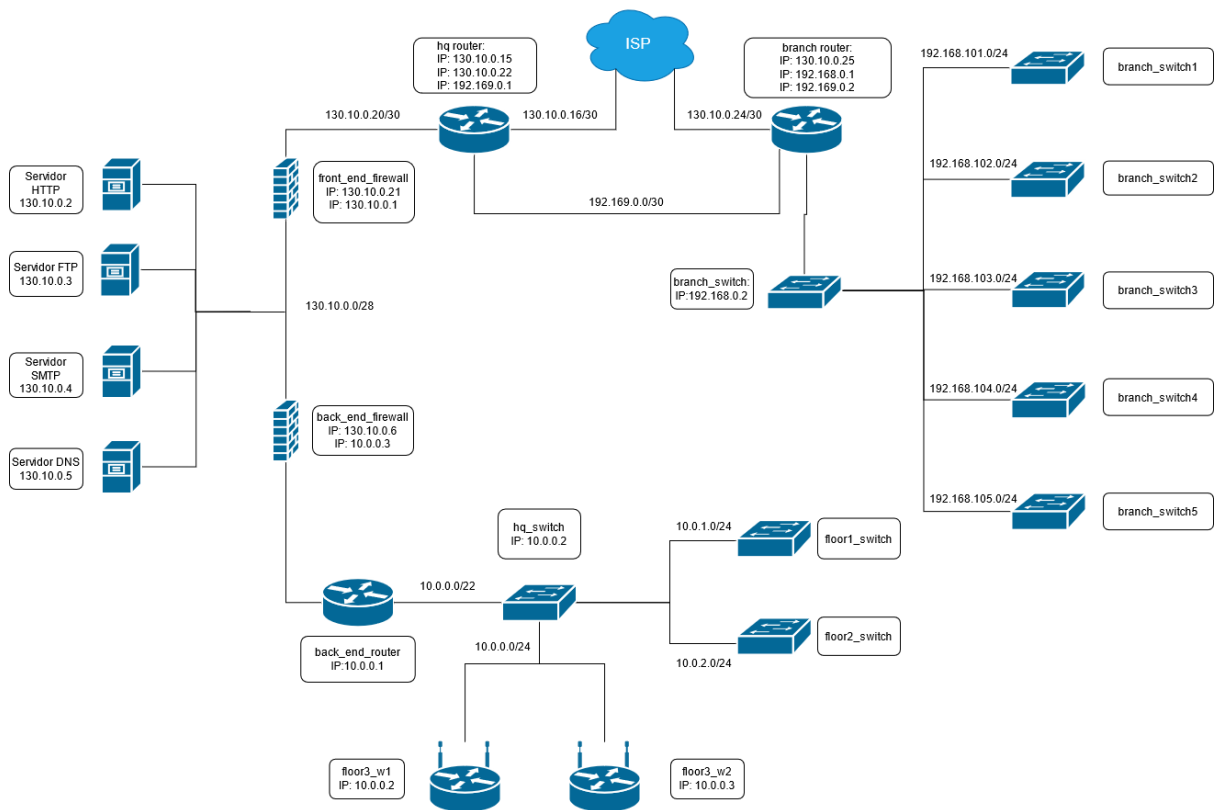 ISP
hq router:
IP: 130.10.0.15
IP: 130.10.0.22
IP: 192.169.0.1
branch router:
IP: 130.10.0.25
IP: 192.168.0.1
IP: 192.169.0.2
130.10.0.20/30
130.10.0.16/30
130.10.0.24/30
192.169.0.0/30
192.168.101.0/24
branch_switch1
192.168.102.0/24
branch_switch2
192.168.103.0/24
branch_switch3
192.168.104.0/24
branch_switch4
192.168.105.0/24
branch_switch5
branch_switch:
IP:192.168.0.2
Servidor
HTTP
130.10.0.2
Servidor FTP
130.10.0.3
Servidor
SMTP
130.10.0.4
Servidor DNS
130.10.0.5
front_end_firewall
IP: 130.10.0.21
IP: 130.10.0.1
130.10.0.0/28
back_end_firewall
IP: 130.10.0.6
IP: 10.0.0.3
back_end_router
IP:10.0.0.1
10.0.0.0/22
hq_switch
IP: 10.0.0.2
10.0.1.0/24
floor1_switch
10.0.2.0/24
floor2_switch
10.0.0.0/24
floor3_w1
IP: 10.0.0.2
floor3_w2
IP: 10.0.0.3